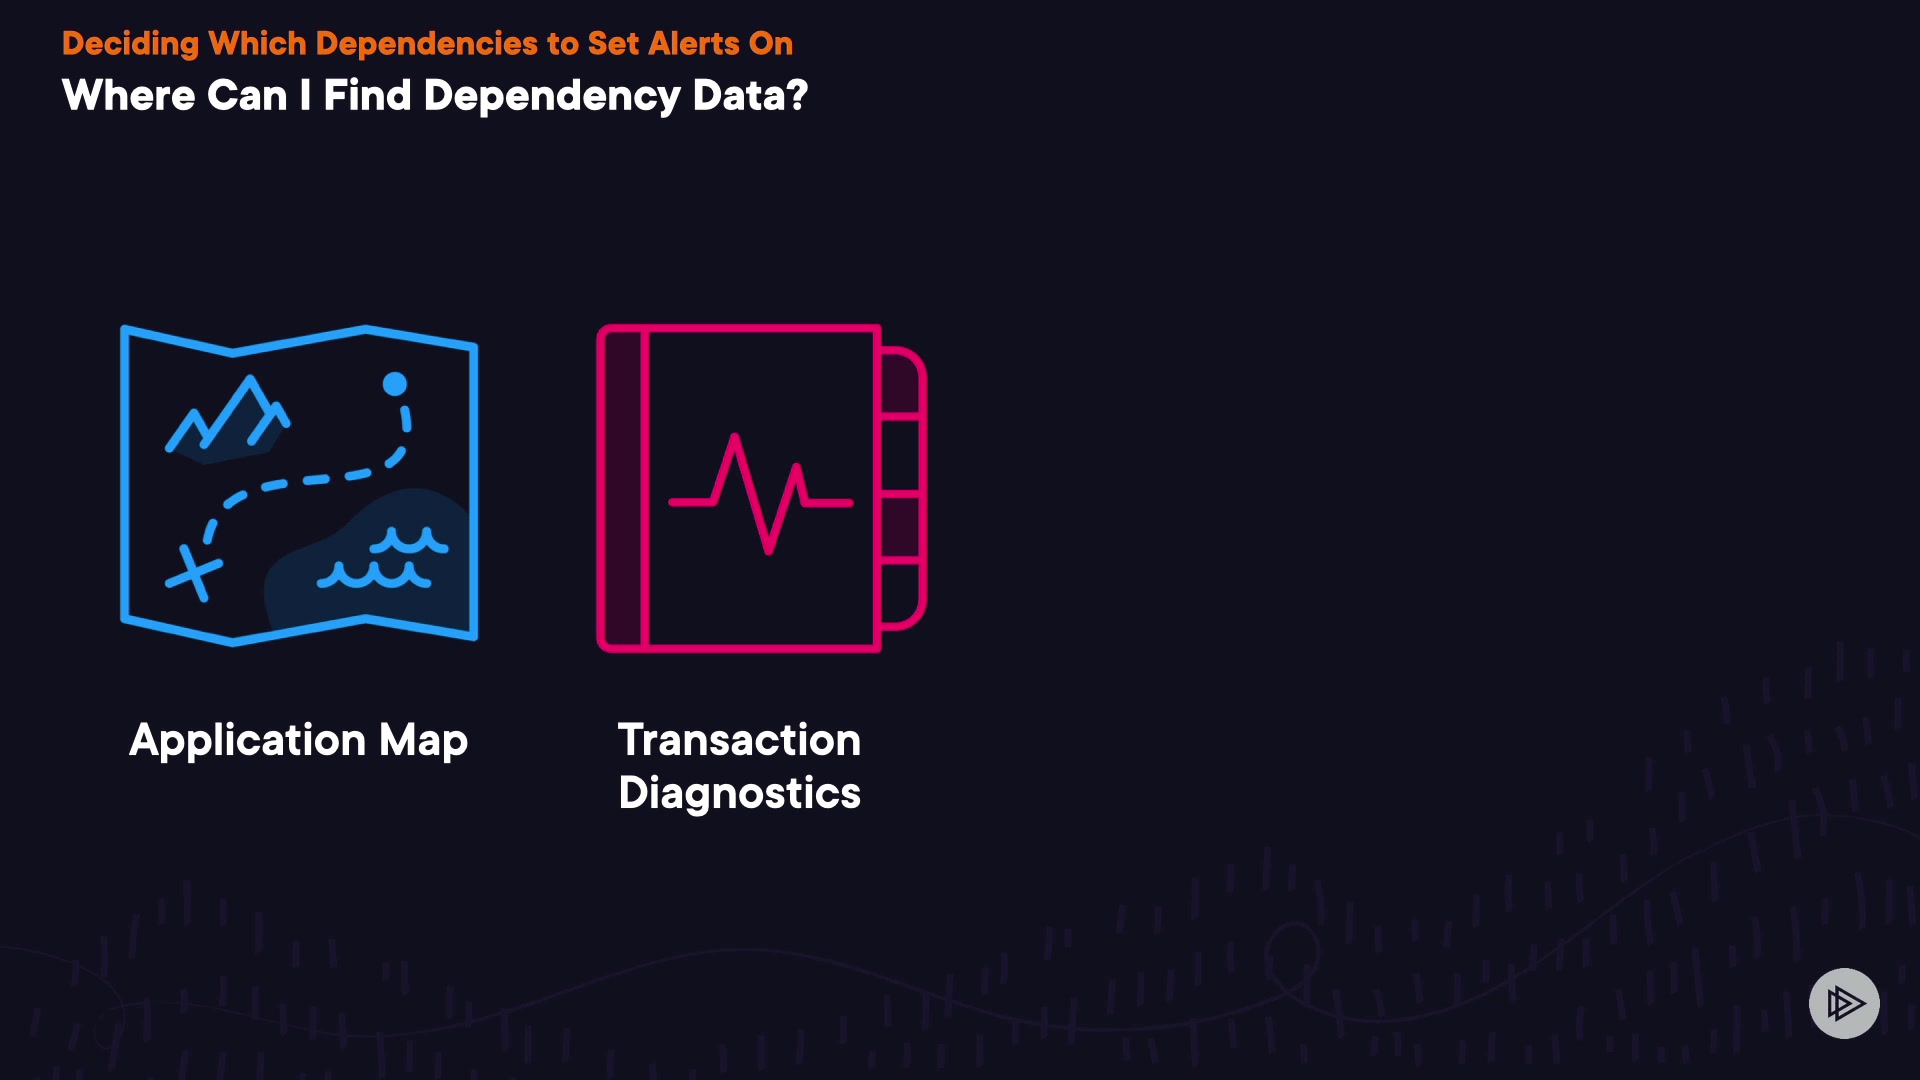 Deciding Which Dependencies to Set Alerts On
Where Can I Find Dependency Data?
Application Map
Transaction
Diagnostics